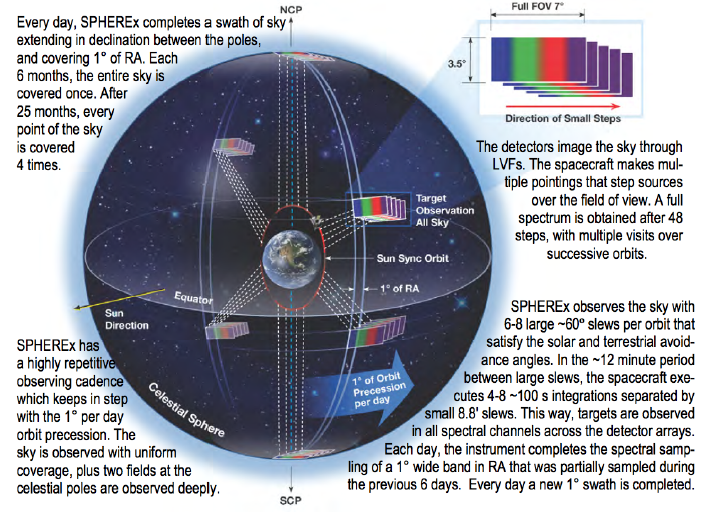 Every day, SPHEREx completes a swath of sky
extending in declination between the poles,
and covering 1° of RA. Each
6 months, the entire sky is
covered once. After
25 months, every
point of the sky
is covered
4 times.
NCP
Full FOV 7°
3.5°
Direction of Small Steps
The detectors image the sky through
LVFs. The spacecraft makes mul-
tiple pointings that step sources
over the field of view. A full
spectrum is obtained after 48
steps, with multiple visits over
successive orbits.
Target
Observation
All Sky
Sun Sync Orbit
1° of RA
Equator
Sun
Direction
SPHEREx has
a highly repetitive
observing cadence
which keeps in step
with the 1° per day
orbit precession. The
sky is observed with uniform
coverage, plus two fields at the
celestial poles are observed deeply.
Celestial Sphere
1° of Orbit
Precession
per day
SPHEREx observes the sky with
6-8 large ~60° slews per orbit that
satisfy the solar and terrestrial avoid-
ance angles. In the ~12 minute period
between large slews, the spacecraft exe-
cutes 4-8 ~100 s integrations separated by
small 8.8' slews. This way, targets are observed
in all spectral channels across the detector arrays.
Each day, the instrument completes the spectral samp-
ling of a 1° wide band in RA that was partially sampled during
the previous 6 days. Every day a new 1° swath is completed.
SCP